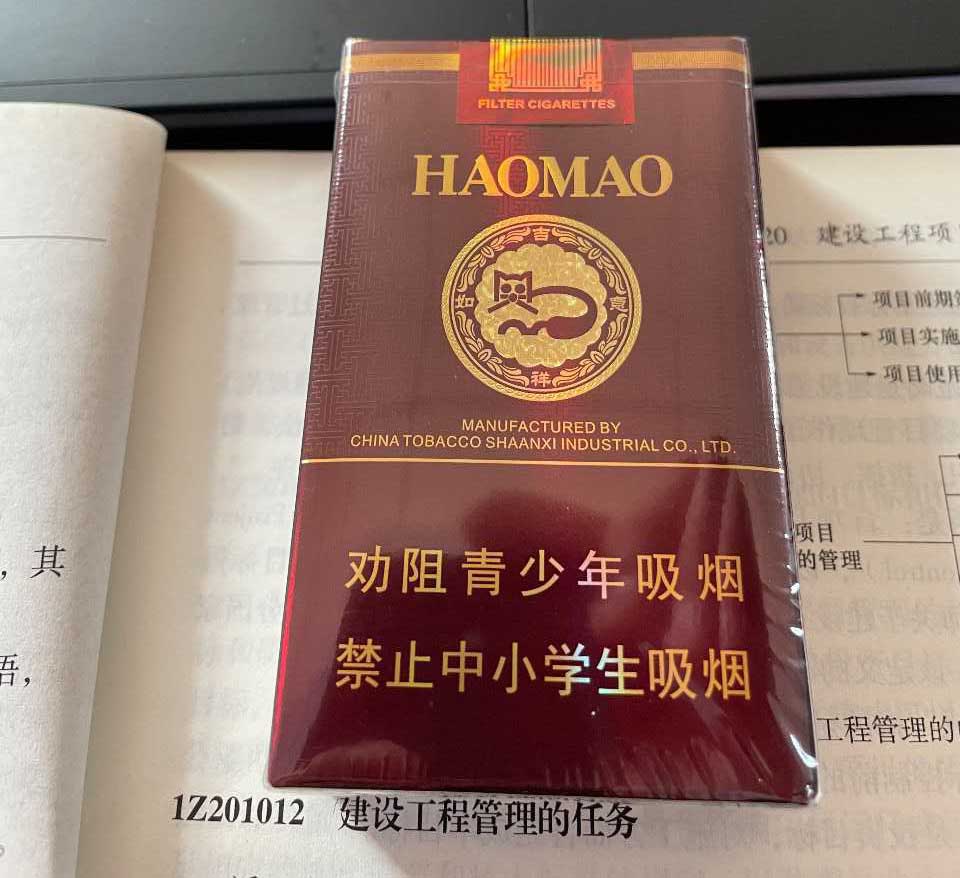 FILTER CIGARETTES
HAOMAO
吉
如 意
祥
MANUFACTURED BY
CHINA TOBACCO SHAANXI INDUSTRIAL CO., LTD.
劝阻青少年吸烟
禁止中小学生吸烟
20 建设工程项
项目前期
项目实施
项目使用
项目
的管理
，其
语，
工程管理的
1Z201012 建设工程管理的任务